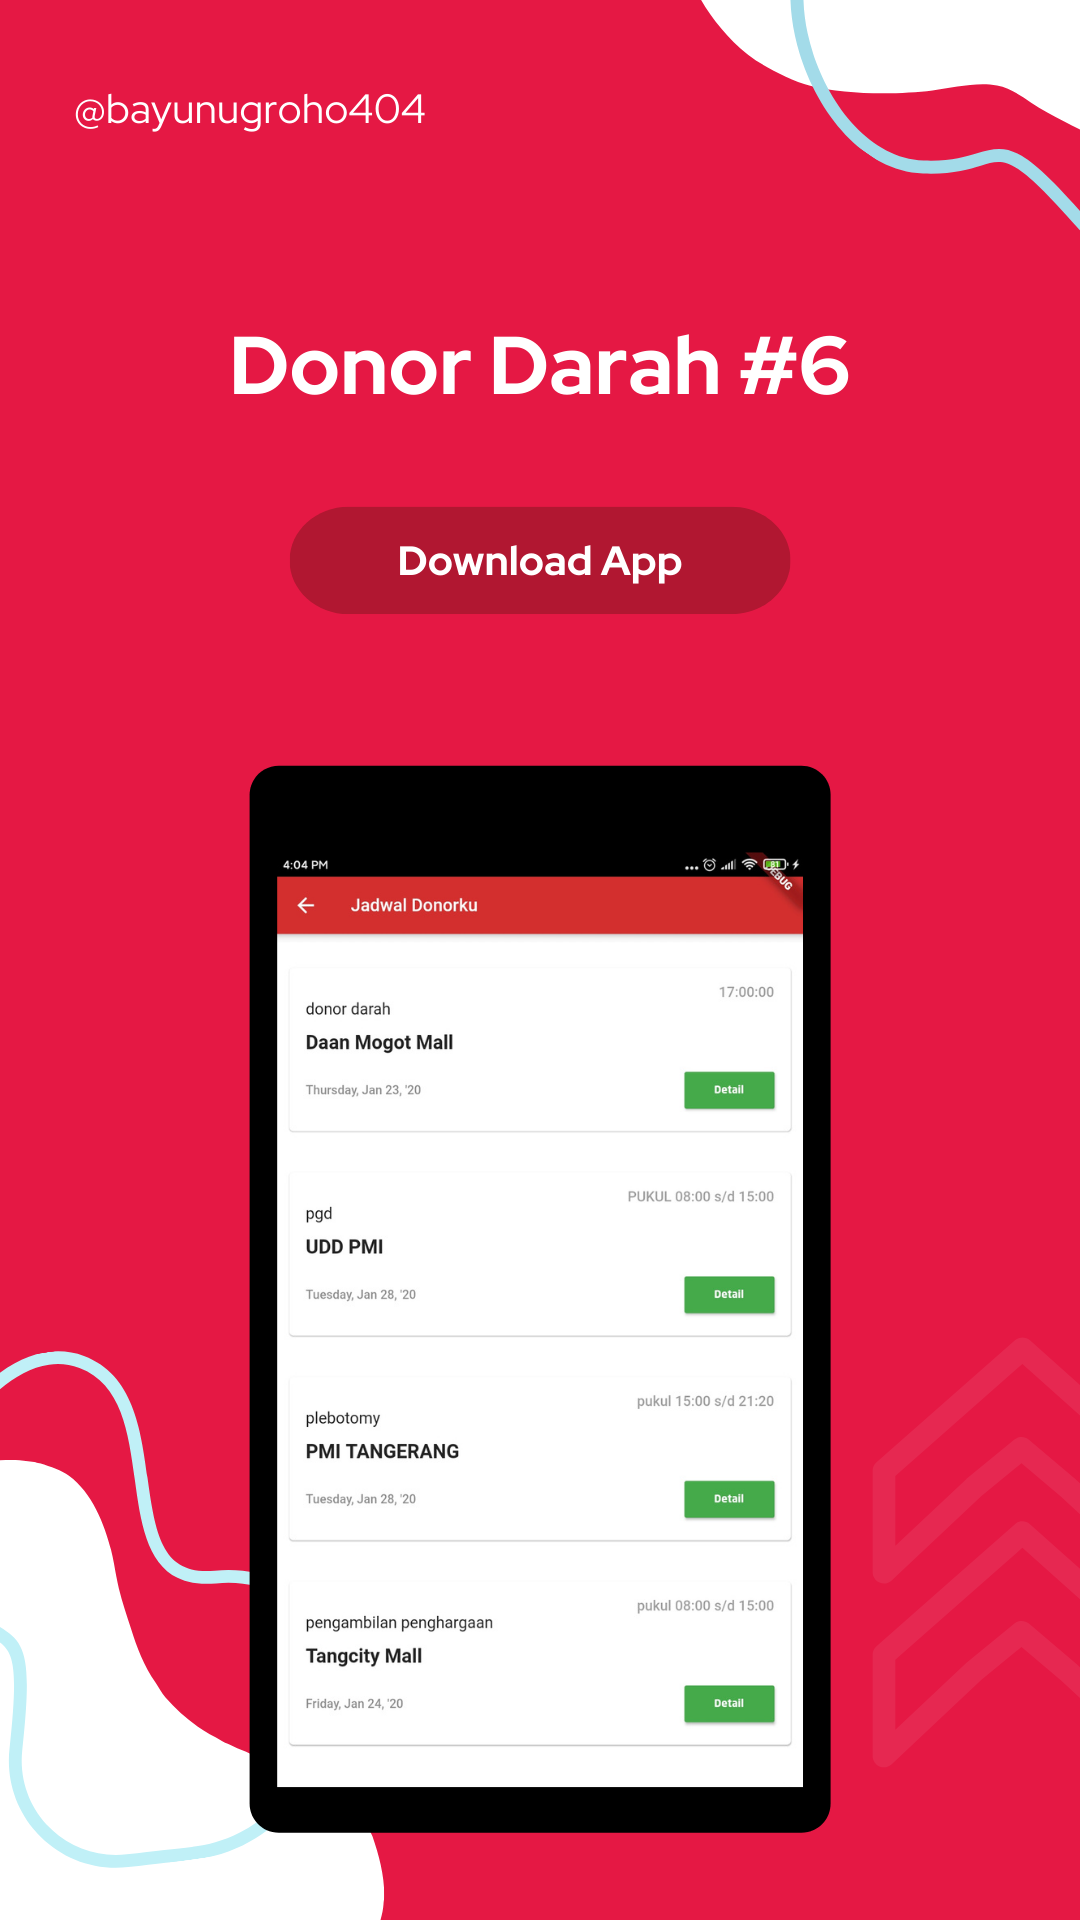 @bayunugroho404
Donor Darah #6
Download App
4:04 PM
81
Jadwal Donorku
17:00:00
donor darah
Daan Mogot Mall
Thursday, Jan 23, '20
Detail
PUKUL 08:00 s/d 15:00
pgd
UDD PMI
Tuesday, Jan 28, '20
Detail
pukul 15:00 s/d 21:20
plebotomy
PMI TANGERANG
Tuesday, Jan 28, '20
Detail
pukul 08:00 s/d 15:00
pengambilan penghargaan
Tangcity Mall
Friday, Jan 24, '20
Detail